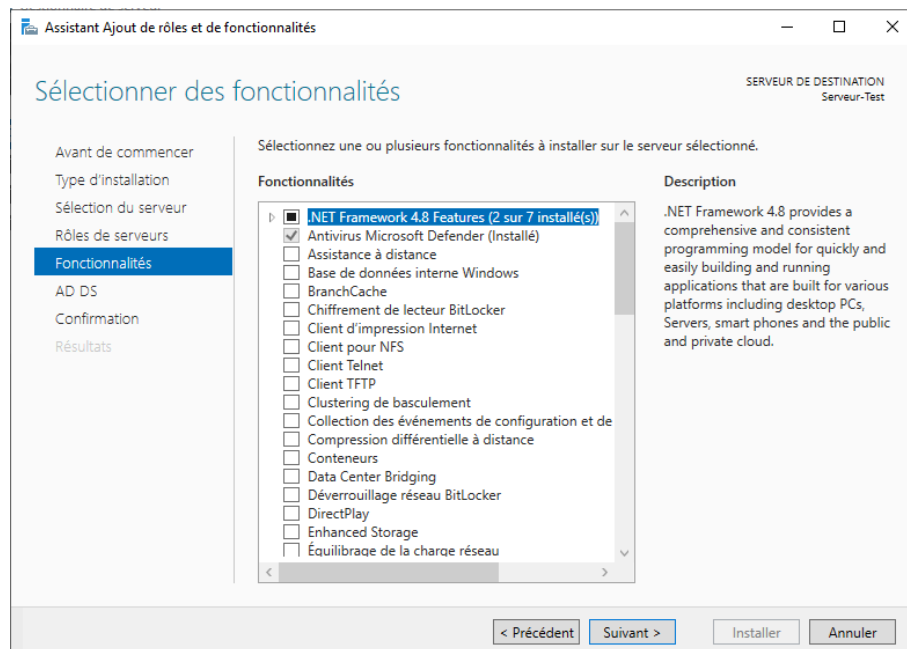 Assistant Ajout de rôles et de fonctionnalités
Sélectionner des fonctionnalités
SERVEUR DE DESTINATION
Serveur-Test
Avant de commencer
Type d'installation
Sélection du serveur
Rôles de serveurs
Fonctionnalités
AD DS
Confirmation
Résultats
Sélectionnez une ou plusieurs fonctionnalités à installer sur le serveur sélectionné.
Fonctionnalités
.NET Framework 4.8 Features (2 sur 7 installé(s))
Antivirus Microsoft Defender (Installé)
Assistance à distance
Base de données interne Windows
BranchCache
Chiffrement de lecteur BitLocker
Client d'impression Internet
Client pour NFS
Client Telnet
Client TFTP
Clustering de basculement
Collection des événements de configuration et de
Compression différentielle à distance
Conteneurs
Data Center Bridging
Déverrouillage réseau BitLocker
DirectPlay
Enhanced Storage
Équilibrage de la charge réseau
Description
.NET Framework 4.8 provides a
comprehensive and consistent
programming model for quickly and
easily building and running
applications that are built for various
platforms including desktop PCs,
Servers, smart phones and the public
and private cloud.
< Précédent
Suivant >
Installer
Annuler